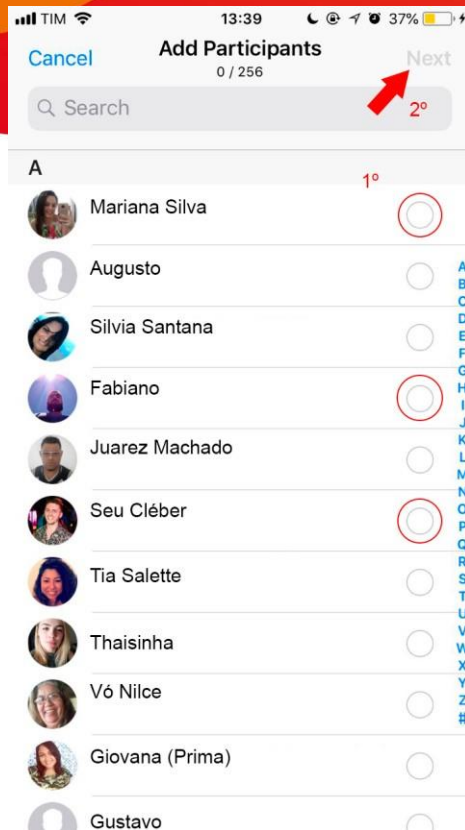 TIM 13:39 37%
Cancel Add Participants Next
0 / 256
Search 2º
A
1º
Mariana Silva
Augusto
Silvia Santana
Fabiano
Juarez Machado
Seu Cléber
Tia Salette
Thaisinha
Vó Nilce
Giovana (Prima)
Gustavo
A
B
C
D
E
F
G
H
I
J
K
L
M
N
O
P
Q
R
S
T
U
V
W
X
Y
Z
#